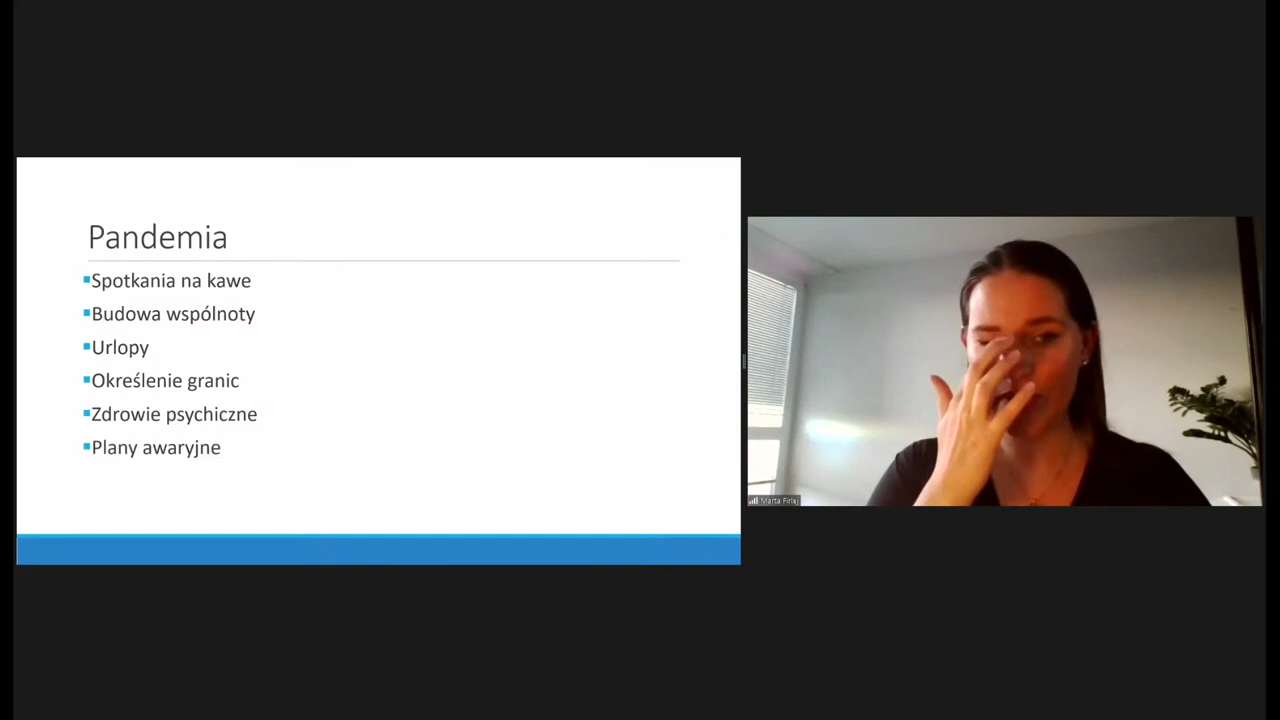 Pandemia
Spotkania na kawe
Budowa wspólnoty
Urlopy
Określenie granic
Zdrowie psychiczne
Plany awaryjne
Marta Firlej